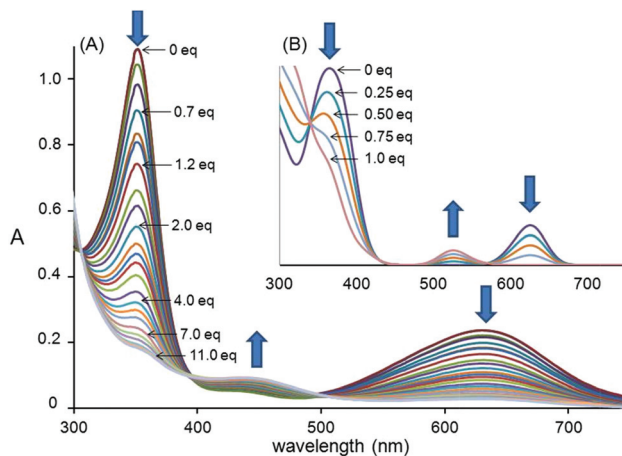 (A)
0 eq
0.7 eq
1.2 eq
2.0 eq
4.0 eq
7.0 eq
11.0 eq
(B)
0 eq
0.25 eq
0.50 eq
0.75 eq
1.0 eq
300 400 500 600 700
1.0
0.8
0.6
A
0.4
0.2
0
300 400 500 600 700
wavelength (nm)